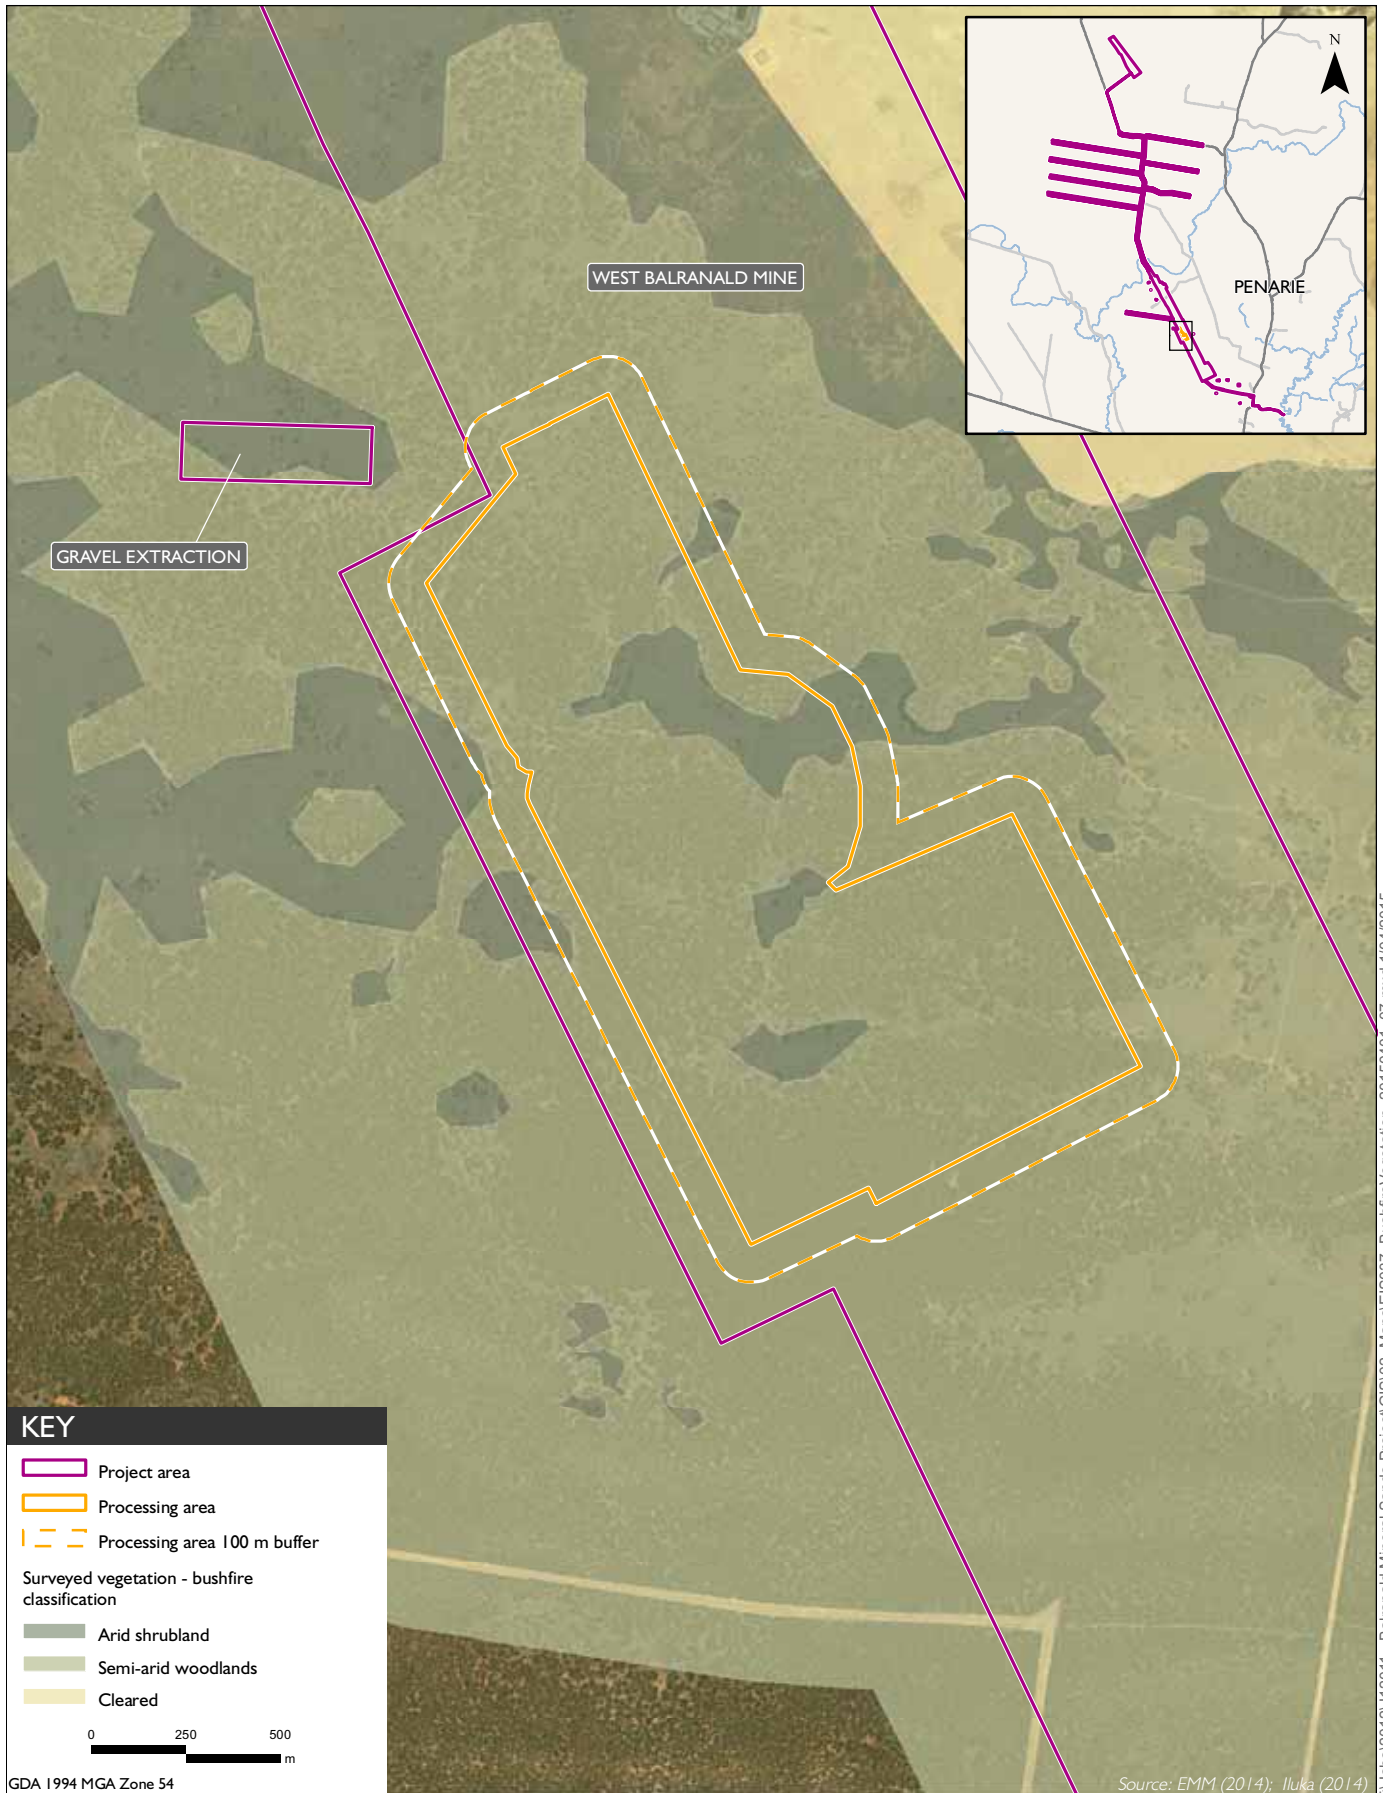 N
PENARIE
WEST BALRANALD MINE
GRAVEL EXTRACTION
KEY
Project area
Processing area
Processing area 100 m buffer
Surveyed vegetation - bushfire
classification
Arid shrubland
Semi-arid woodlands
Cleared
0 250 500
m
GDA 1994 MGA Zone 54
Source: EMM (2014); Iluka (2014)